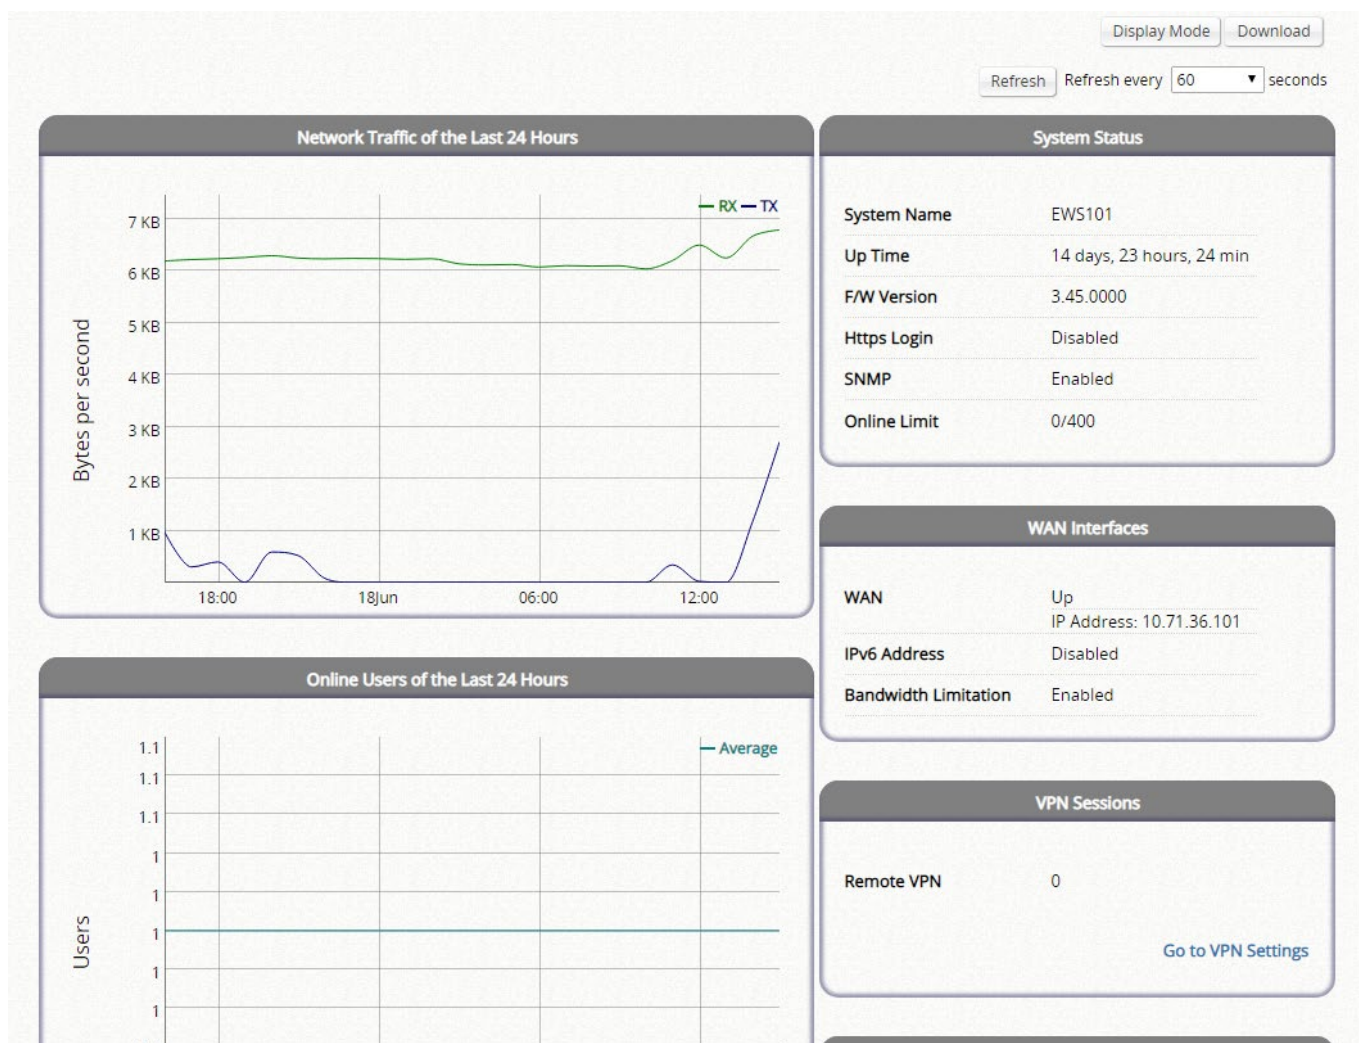 Display Mode Download
Refresh Refresh every 60 seconds
Network Traffic of the Last 24 Hours
RX TX
7 KB
6 KB
5 KB
4 KB
3 KB
2 KB
1 KB
Bytes per second
18:00 18Jun 06:00 12:00
Online Users of the Last 24 Hours
Average
1.1
1.1
1.1
1
1
1
1
1
Users
System Status
System Name EWS101
Up Time 14 days, 23 hours, 24 min
F/W Version 3.45.0000
Https Login Disabled
SNMP Enabled
Online Limit 0/400
WAN Interfaces
WAN Up
IP Address: 10.71.36.101
IPv6 Address Disabled
Bandwidth Limitation Enabled
VPN Sessions
Remote VPN 0
Go to VPN Settings